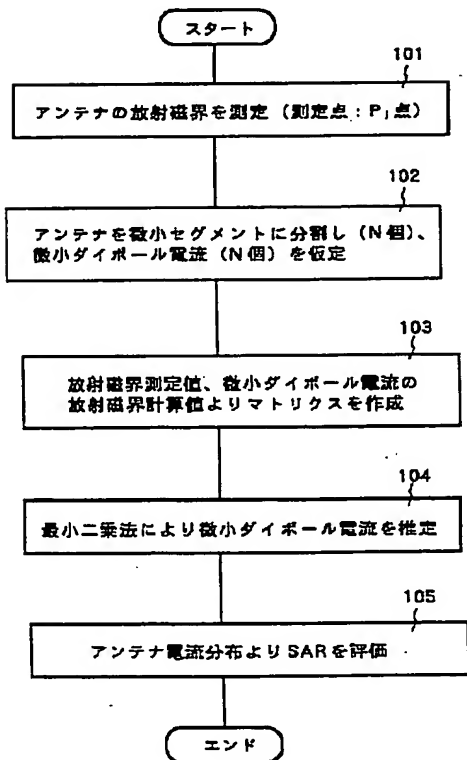 スタート
101
アンテナの放射磁界を測定（測定点：P₁点）
102
アンテナを微小セグメントに分割し（N個）、
微小ダイポール電流（N個）を仮定
103
放射磁界測定値、微小ダイポール電流の
放射磁界計算値よりマトリクスを作成
104
最小二乗法により微小ダイポール電流を推定
105
アンテナ電流分布よりSARを評価
エンド